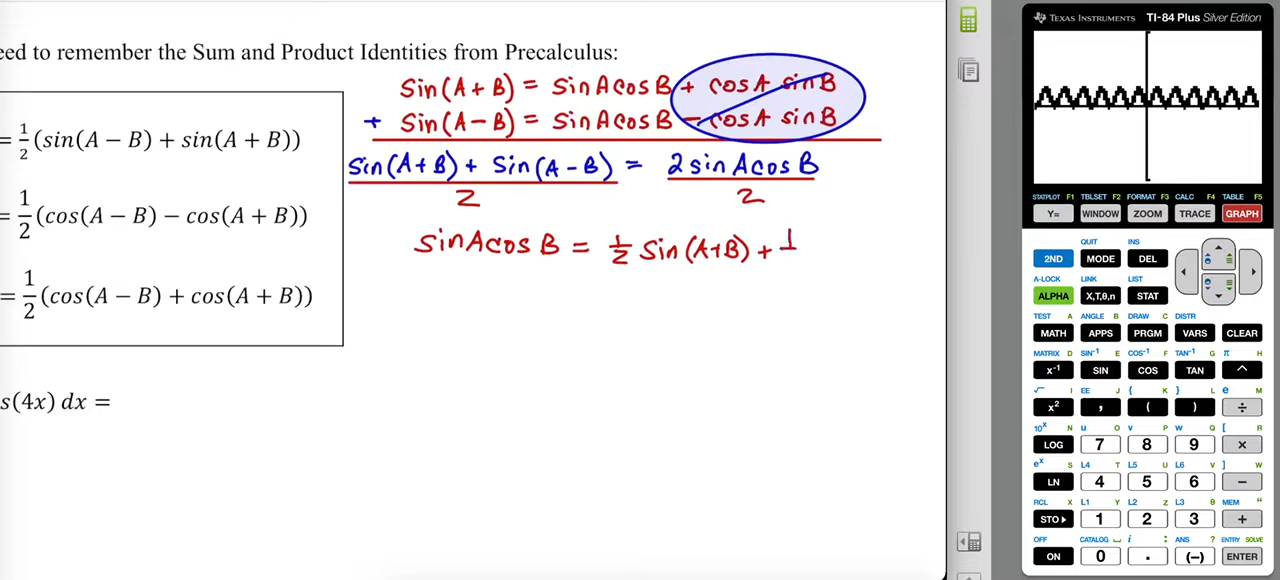 eed to remember the Sum and Product Identities from Precalculus:
sin(A+B) = sinAcosB + cosA sinB
+ sin(A-B) = sinAcosB - cosA sinB
sin(A+B) + sin(A-B) = 2 sinAcosB
2 2
sinAcosB = 1/2 sin(A+B) + 1
= 1/2 (sin(A − B) + sin(A + B))
= 1/2 (cos(A − B) − cos(A + B))
= 1/2 (cos(A − B) + cos(A + B))
s(4x) dx =
TEXAS INSTRUMENTS TI-84 Plus Silver Edition
STATPLOT F1 TBLSET F2 FORMAT F3 CALC F4 TABLE F5
Y= WINDOW ZOOM TRACE GRAPH
QUIT INS
2ND MODE DEL
A-LOCK LINK LIST
ALPHA X,T,θ,n STAT
TEST A ANGLE B DRAW C DISTR
MATH APPS PRGM VARS CLEAR
MATRIX D SIN⁻¹ E COS⁻¹ F TAN⁻¹ G π H
x⁻¹ SIN COS TAN ^
√ I EE J { K } L e M
x² , ( ) ÷
10ˣ N u O v P w Q [ R
LOG 7 8 9 ×
eˣ S L4 T L5 U L6 V ] W
LN 4 5 6 −
RCL X L1 Y L2 Z L3 θ MEM “
STO▸ 1 2 3 +
OFF CATALOG ⎵ i : ANS ? ENTRY SOLVE
ON 0 . (−) ENTER